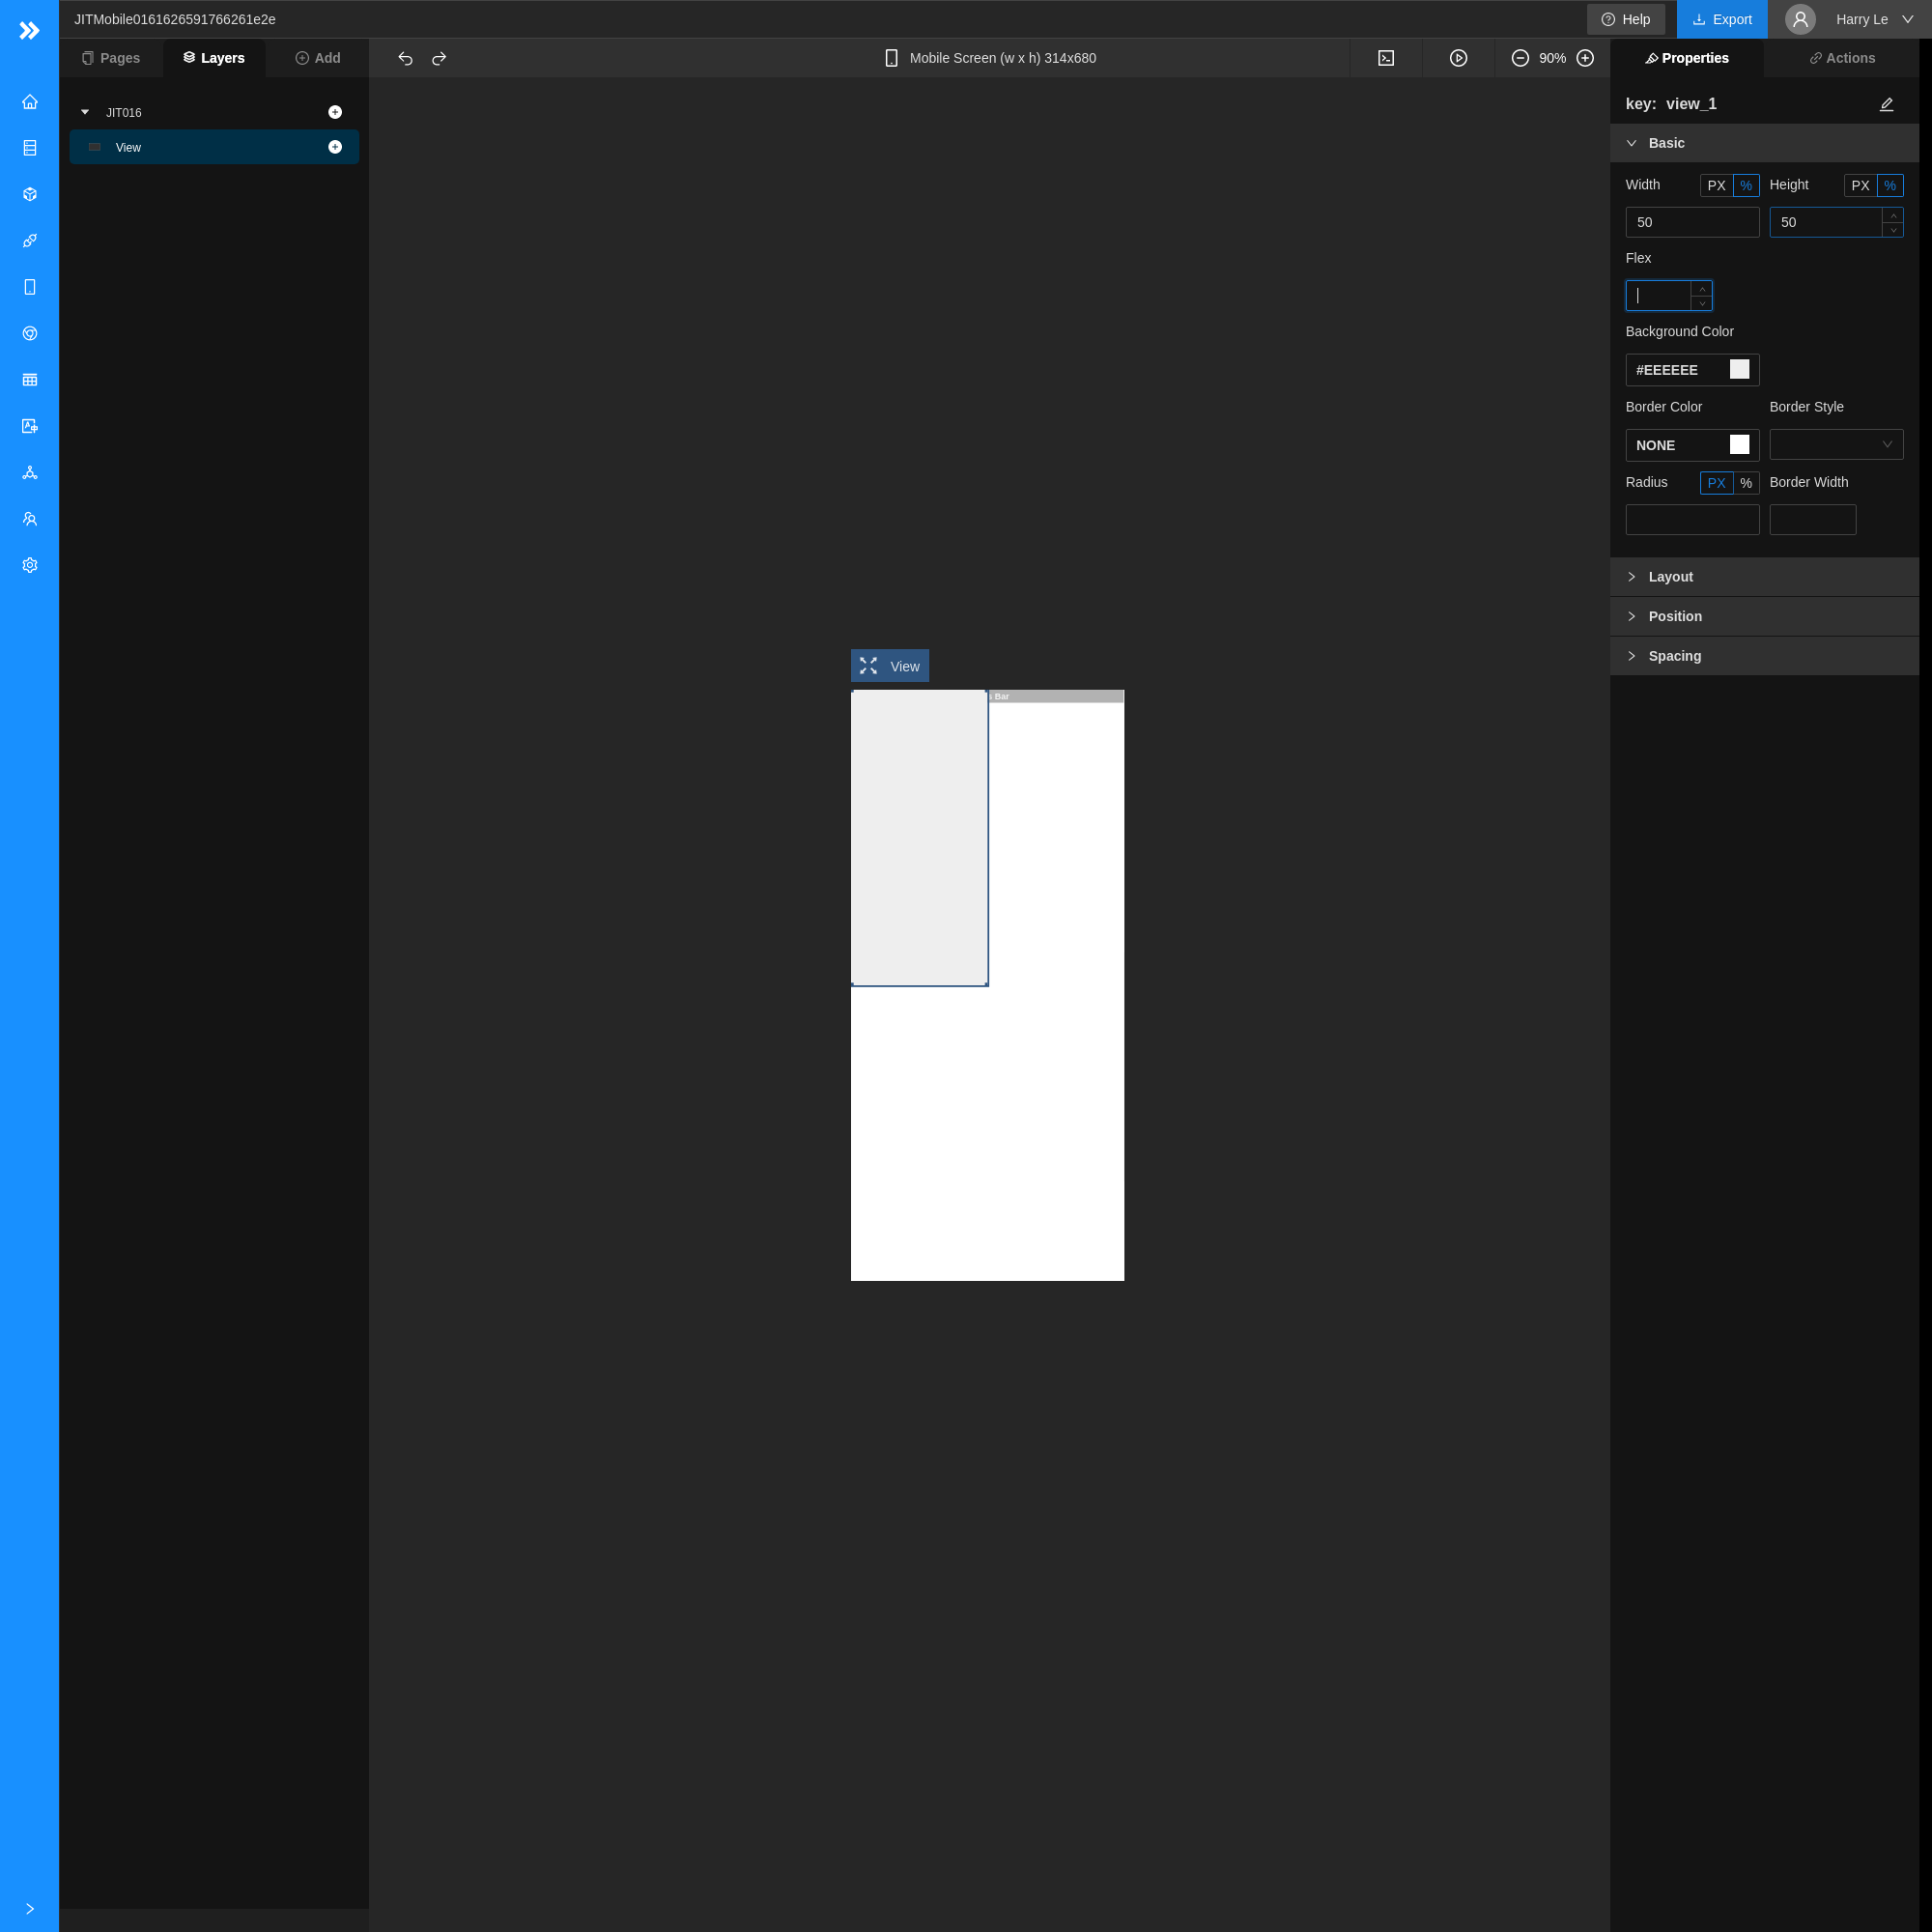 JITMobile0161626591766261e2e
Help
Export
Harry Le
Pages
Layers
Add
Mobile Screen (w x h) 314x680
90%
Properties
Actions
JIT016
View
key: view_1
Basic
Width PX % Height PX %
50 50
Flex
Background Color
#EEEEEE
Border Color Border Style
NONE
Radius PX % Border Width
Layout
Position
Spacing
View
Bar